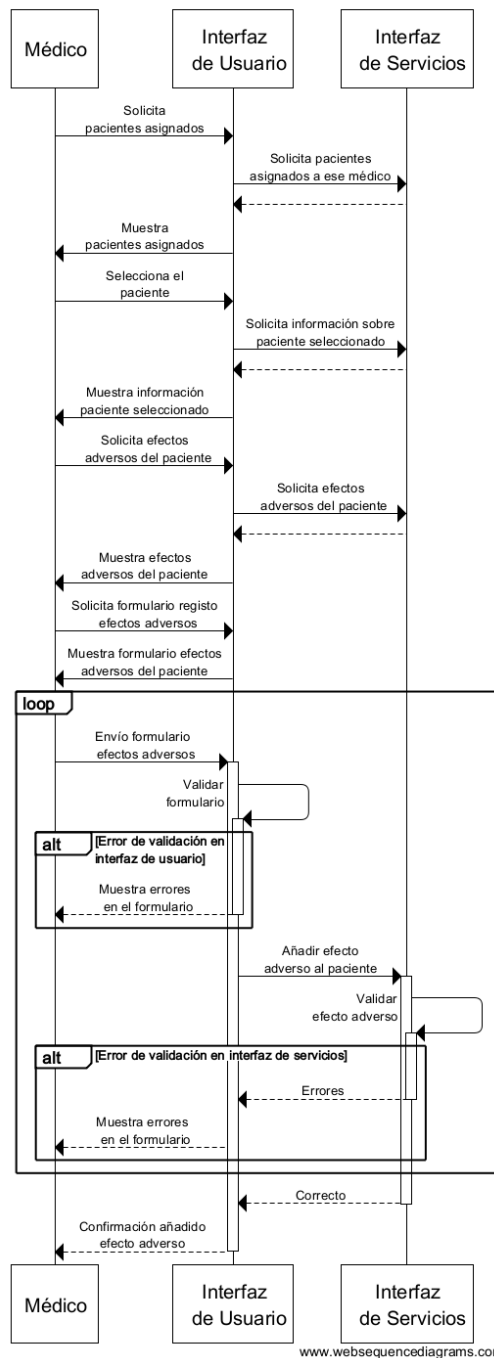 Médico
Interfaz
de Usuario
Interfaz
de Servicios
Solicita
pacientes asignados
Solicita pacientes
asignados a ese médico
Muestra
pacientes asignados
Selecciona el
paciente
Solicita información sobre
paciente seleccionado
Muestra información
paciente seleccionado
Solicita efectos
adversos del paciente
Solicita efectos
adversos del paciente
Muestra efectos
adversos del paciente
Solicita formulario registo
efectos adversos
Muestra formulario efectos
adversos del paciente
loop
Envío formulario
efectos adversos
Validar
formulario
alt
[Error de validación en
interfaz de usuario]
Muestra errores
en el formulario
Añadir efecto
adverso al paciente
Validar
efecto adverso
alt
[Error de validación en interfaz de servicios]
Errores
Muestra errores
en el formulario
Correcto
Confirmación añadido
efecto adverso
Médico
Interfaz
de Usuario
Interfaz
de Servicios
www.websequencediagrams.com